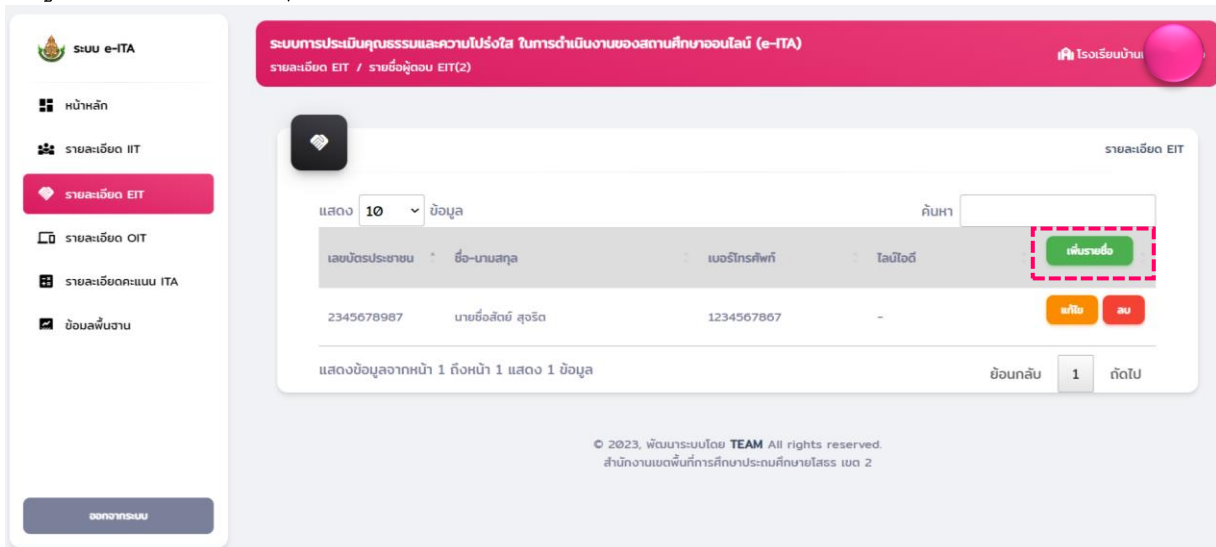 ระบบ e-ITA
หน้าหลัก
รายละเอียด IIT
รายละเอียด EIT
รายละเอียด OIT
รายละเอียดคะแนน ITA
ข้อมูลพื้นฐาน
ออกจากระบบ
ระบบการประเมินคุณธรรมและความโปร่งใส ในการดำเนินงานของสถานศึกษาออนไลน์ (e-ITA)
รายละเอียด EIT / รายชื่อผู้ตอบ EIT(2)
โรงเรียนบ้าน
รายละเอียด EIT
แสดง 10 ข้อมูล ค้นหา
เลขบัตรประชาชน ชื่อ-นามสกุล เบอร์โทรศัพท์ ไลน์ไอดี เพิ่มรายชื่อ
2345678987 นายซื่อสัตย์ สุจริต 1234567867 - แก้ไข ลบ
แสดงข้อมูลจากหน้า 1 ถึงหน้า 1 แสดง 1 ข้อมูล ย้อนกลับ 1 ถัดไป
© 2023, พัฒนาระบบโดย TEAM All rights reserved.
สำนักงานเขตพื้นที่การศึกษาประถมศึกษายโสธร เขต 2